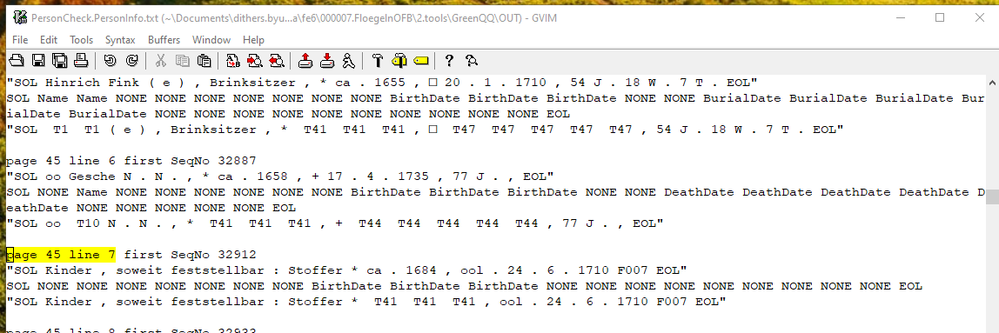 PersonCheck.PersonInfo.txt (~\Documents\dithers.byu...a\fe6\000007.FloegelnOFB\2.tools\GreenQQ\OUT) - GVIM
File Edit Tools Syntax Buffers Window Help
"SOL Hinrich Fink ( e ) , Brinksitzer , * ca . 1655 , □ 20 . 1 . 1710 , 54 J . 18 W . 7 T . EOL"
SOL Name Name NONE NONE NONE NONE NONE NONE NONE BirthDate BirthDate BirthDate NONE NONE BurialDate BurialDate BurialDate Bur
ialDate BurialDate NONE NONE NONE NONE NONE NONE NONE NONE NONE EOL
"SOL  T1  T1 ( e ) , Brinksitzer , *  T41  T41  T41 , □  T47  T47  T47  T47  T47 , 54 J . 18 W . 7 T . EOL"
page 45 line 6 first SeqNo 32887
"SOL oo Gesche N . N . , * ca . 1658 , + 17 . 4 . 1735 , 77 J . , EOL"
SOL NONE Name NONE NONE NONE NONE NONE NONE BirthDate BirthDate BirthDate NONE NONE DeathDate DeathDate DeathDate DeathDate D
eathDate NONE NONE NONE NONE NONE EOL
"SOL oo  T10 N . N . , *  T41  T41  T41 , +  T44  T44  T44  T44  T44 , 77 J . , EOL"
page 45 line 7 first SeqNo 32912
"SOL Kinder , soweit feststellbar : Stoffer * ca . 1684 , ool . 24 . 6 . 1710 F007 EOL"
SOL NONE NONE NONE NONE NONE NONE NONE BirthDate BirthDate BirthDate NONE NONE NONE NONE NONE NONE NONE NONE NONE EOL
"SOL Kinder , soweit feststellbar : Stoffer *  T41  T41  T41 , ool . 24 . 6 . 1710 F007 EOL"
page 45 line 8 first SeqNo 32933